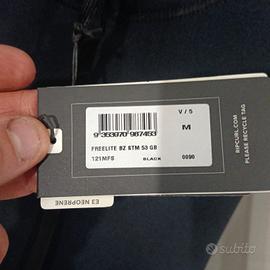 V / 5
M
9 353970 967453
FREELITE BZ STM 53 GB
121MFS
BLACK
0090
RIPCURL.COM
PLEASE RECYCLE TAG
E3 NEOPRENE
subito